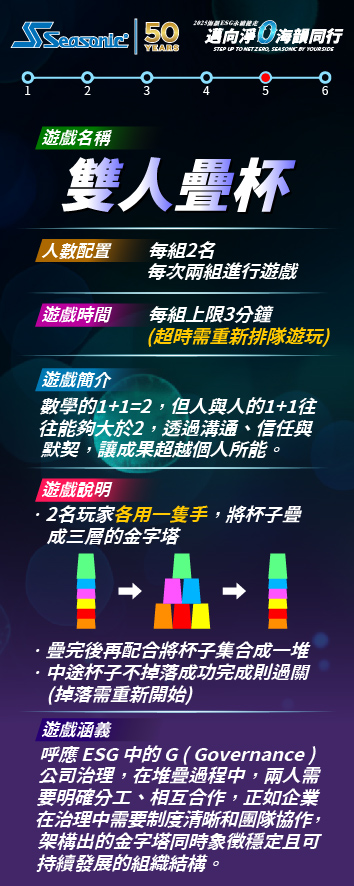 Seasonic
50
YEARS
2025海韻ESG永續健走
邁向淨0 海韻同行
STEP UP TO NET ZERO, SEASONIC BY YOUR SIDE
1 2 3 4 5 6
遊戲名稱
雙人疊杯
人數配置
每組2名
每次兩組進行遊戲
遊戲時間
每組上限3分鐘
(超時需重新排隊遊玩)
遊戲簡介
數學的1+1=2，但人與人的1+1往
往能夠大於2，透過溝通、信任與
默契，讓成果超越個人所能。
遊戲說明
· 2名玩家各用一隻手，將杯子疊
成三層的金字塔
· 疊完後再配合將杯子集合成一堆
· 中途杯子不掉落成功完成則過關
(掉落需重新開始)
遊戲涵義
呼應 ESG 中的 G ( Governance )
公司治理，在堆疊過程中，兩人需
要明確分工、相互合作，正如企業
在治理中需要制度清晰和團隊協作，
架構出的金字塔同時象徵穩定且可
持續發展的組織結構。